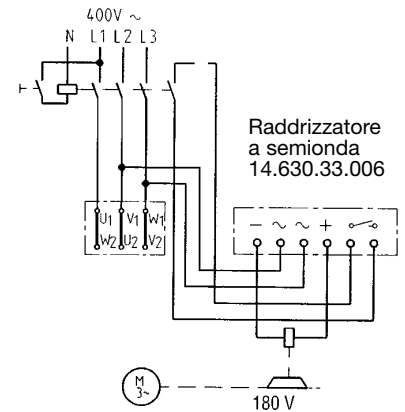 400V ~
N L1 L2 L3
Raddrizzatore
a semionda
14.630.33.006
U1 V1 W1
W2 U2 V2
− ~ ~ +
M
3~
180 V